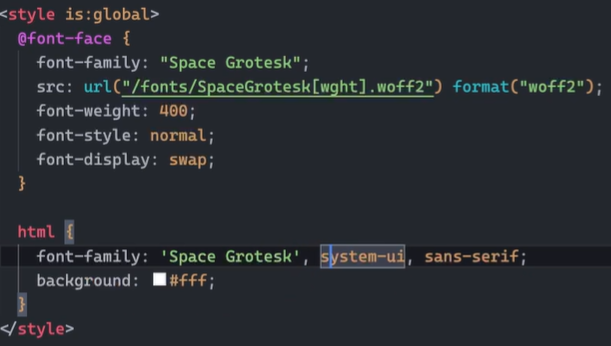 <style is:global>
@font-face {
font-family: "Space Grotesk";
src: url("/fonts/SpaceGrotesk[wght].woff2") format("woff2");
font-weight: 400;
font-style: normal;
font-display: swap;
}
html {
font-family: 'Space Grotesk', system-ui, sans-serif;
background: #fff;
}
</style>